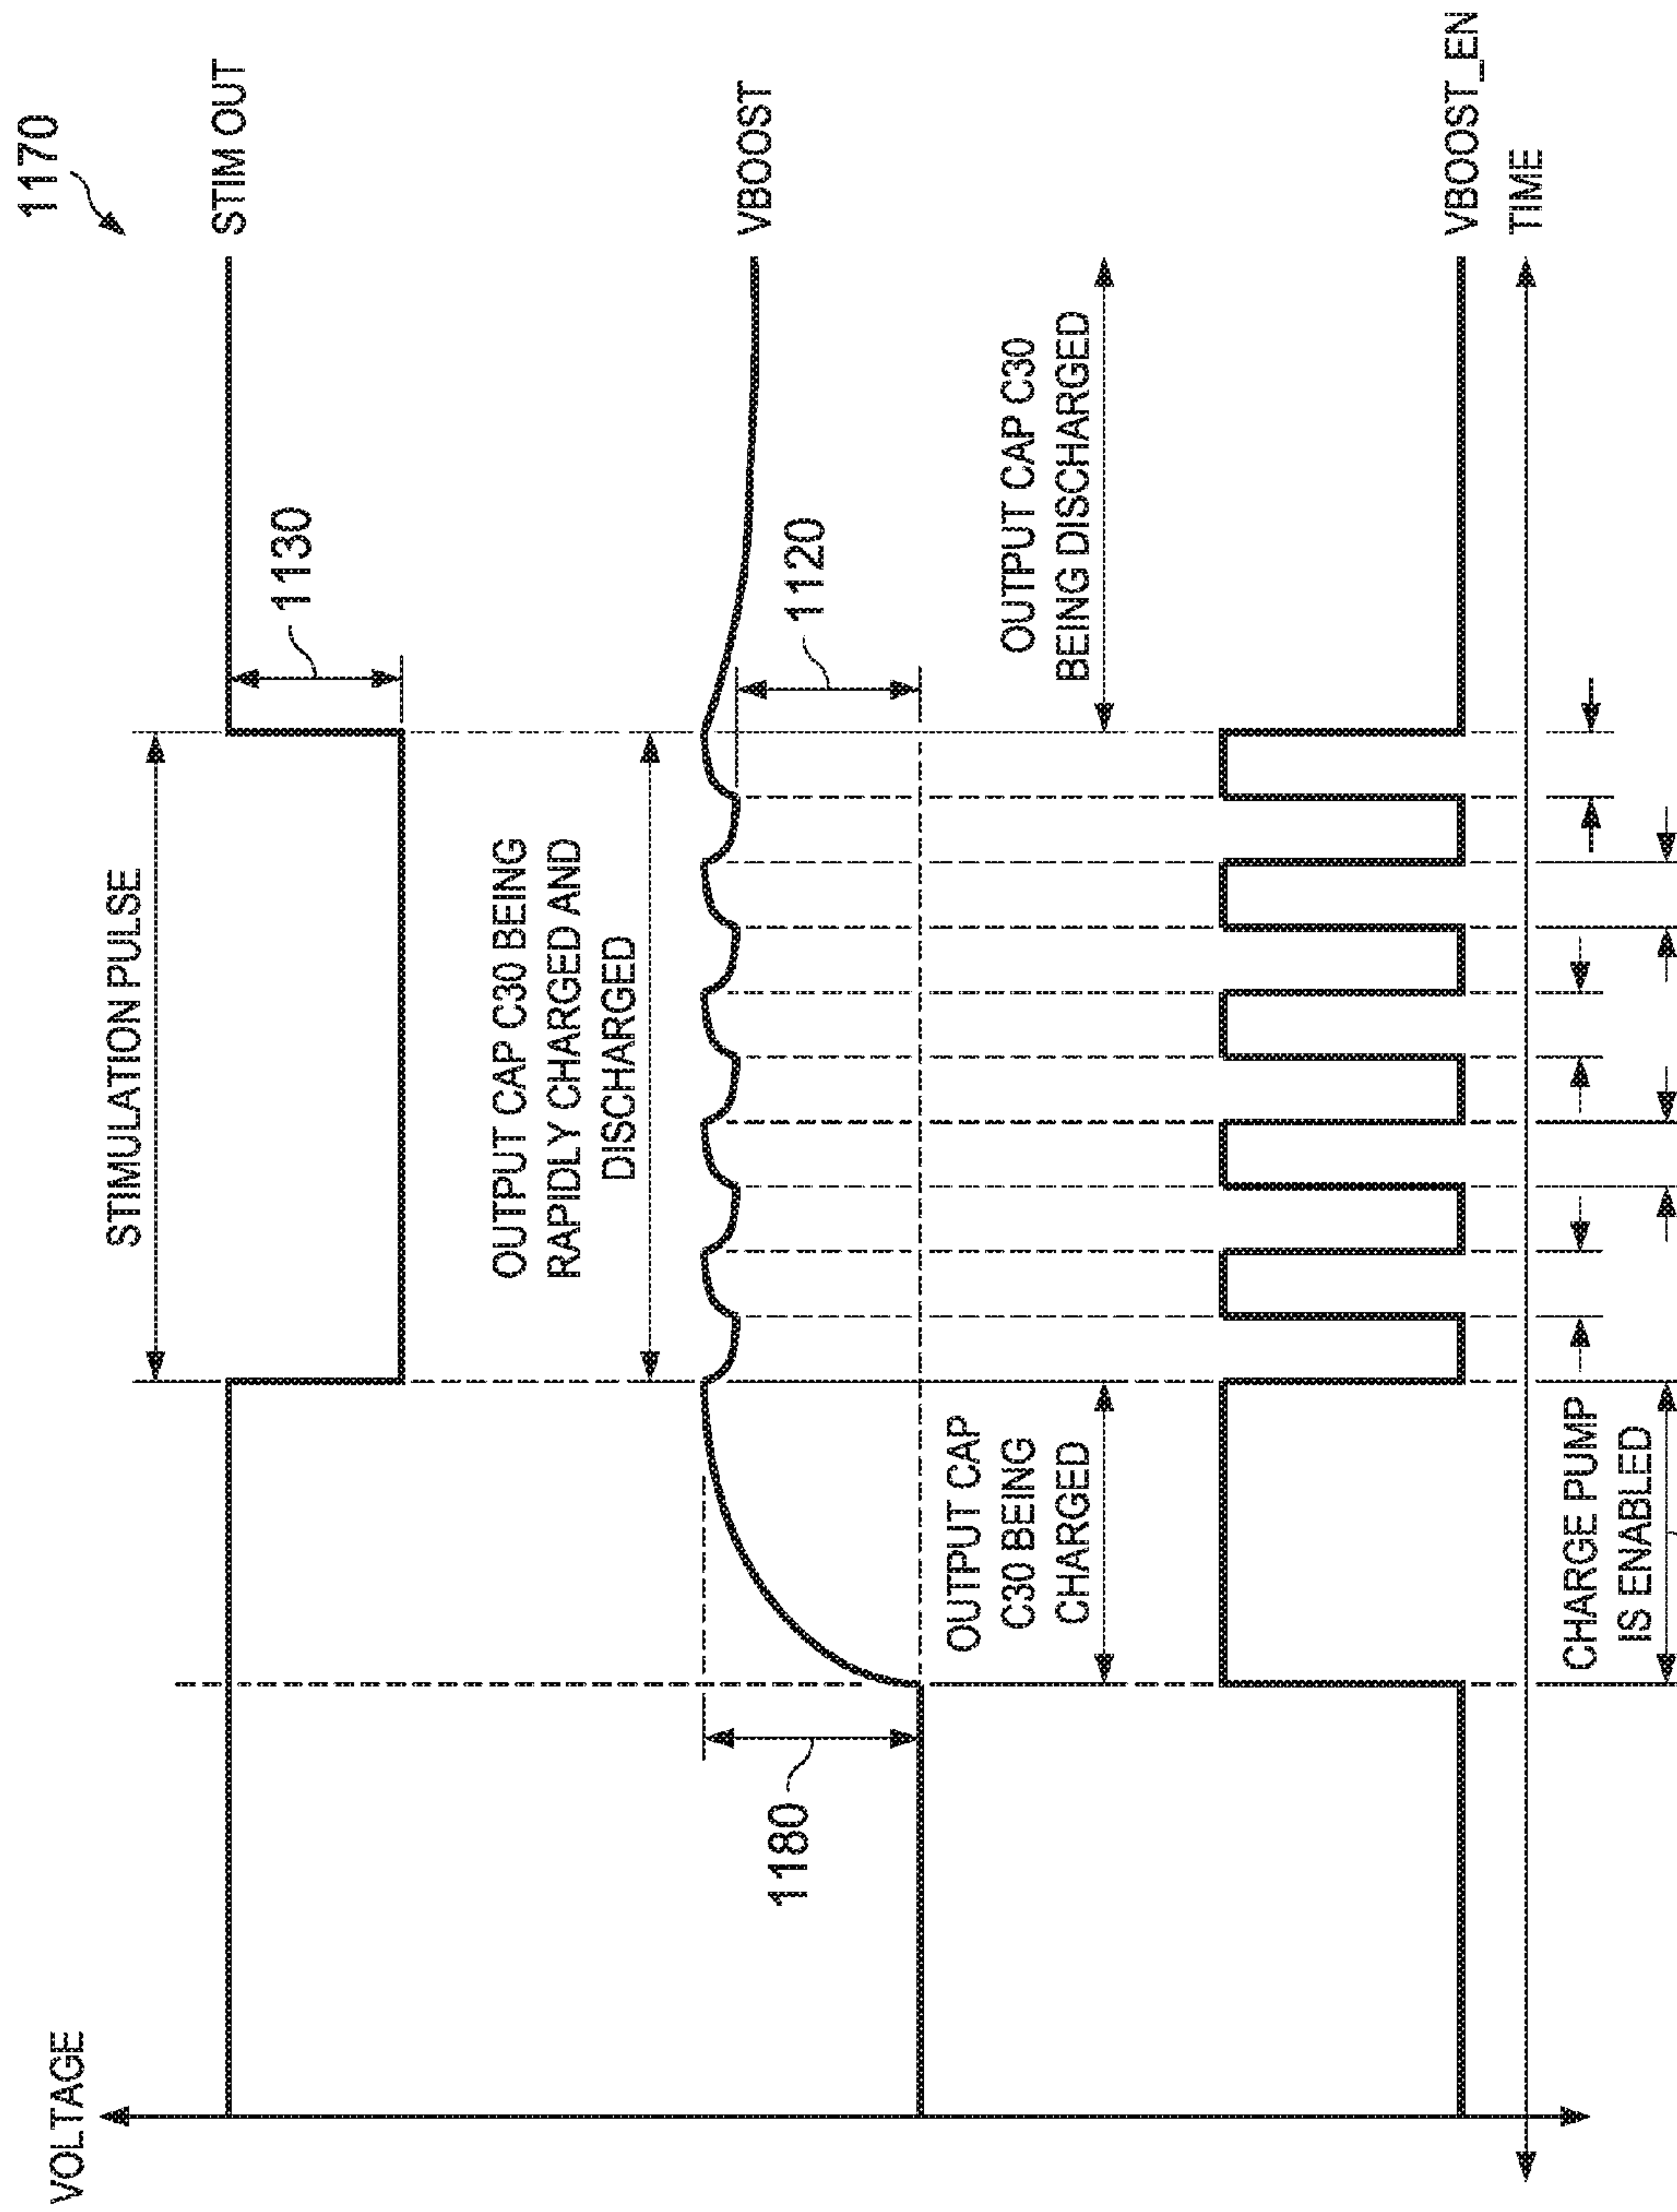 1170
VOLTAGE
STIMULATION PULSE
STIM OUT
1130
OUTPUT CAP C30 BEING
RAPIDLY CHARGED AND
DISCHARGED
VBOOST
1180
1120
OUTPUT CAP
C30 BEING
CHARGED
OUTPUT CAP C30
BEING DISCHARGED
VBOOST_EN
TIME
CHARGE PUMP
IS ENABLED